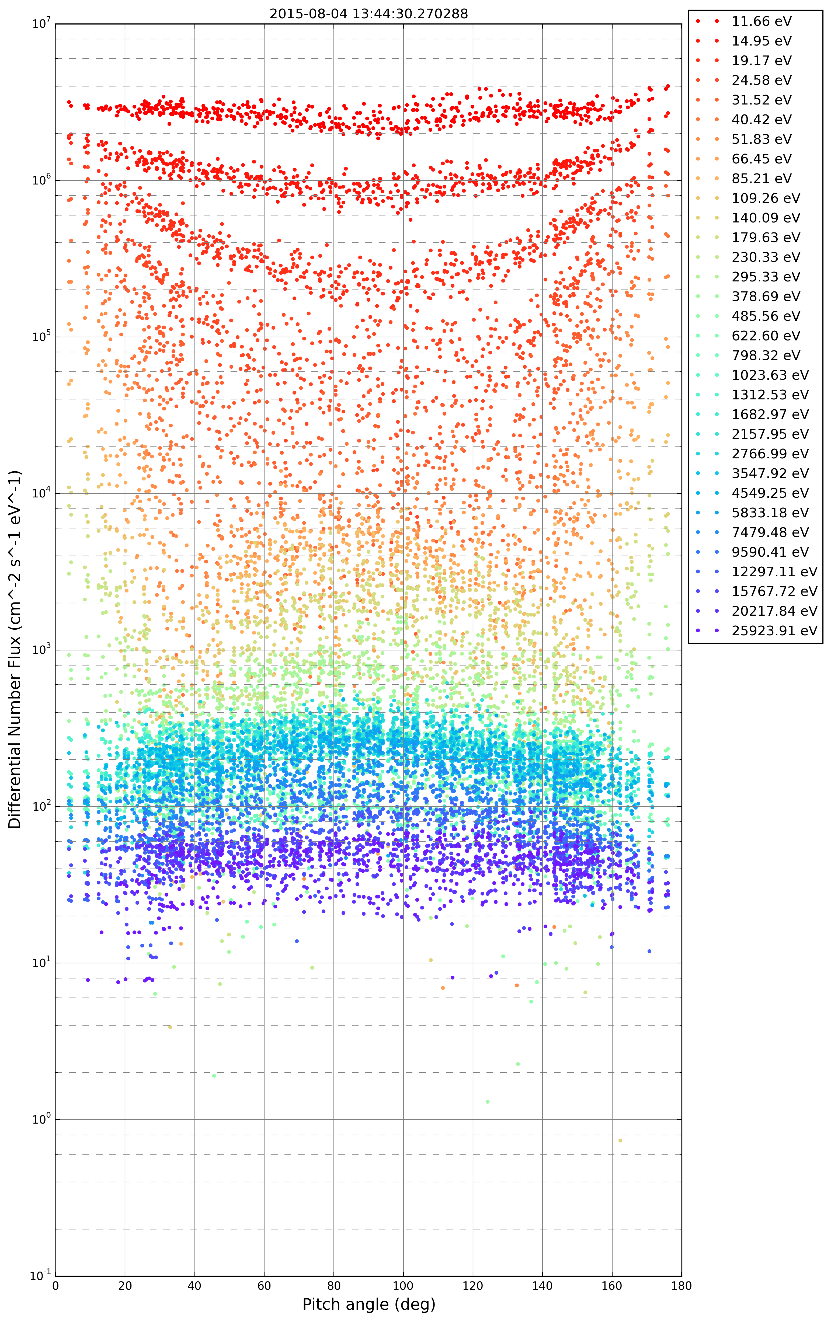 2015-08-04 13:44:30.270288
10^7
10^6
10^5
10^4
10^3
10^2
10^1
10^0
10^-1
Differential Number Flux (cm^-2 s^-1 eV^-1)
0 20 40 60 80 100 120 140 160 180
Pitch angle (deg)
11.66 eV
14.95 eV
19.17 eV
24.58 eV
31.52 eV
40.42 eV
51.83 eV
66.45 eV
85.21 eV
109.26 eV
140.09 eV
179.63 eV
230.33 eV
295.33 eV
378.69 eV
485.56 eV
622.60 eV
798.32 eV
1023.63 eV
1312.53 eV
1682.97 eV
2157.95 eV
2766.99 eV
3547.92 eV
4549.25 eV
5833.18 eV
7479.48 eV
9590.41 eV
12297.11 eV
15767.72 eV
20217.84 eV
25923.91 eV